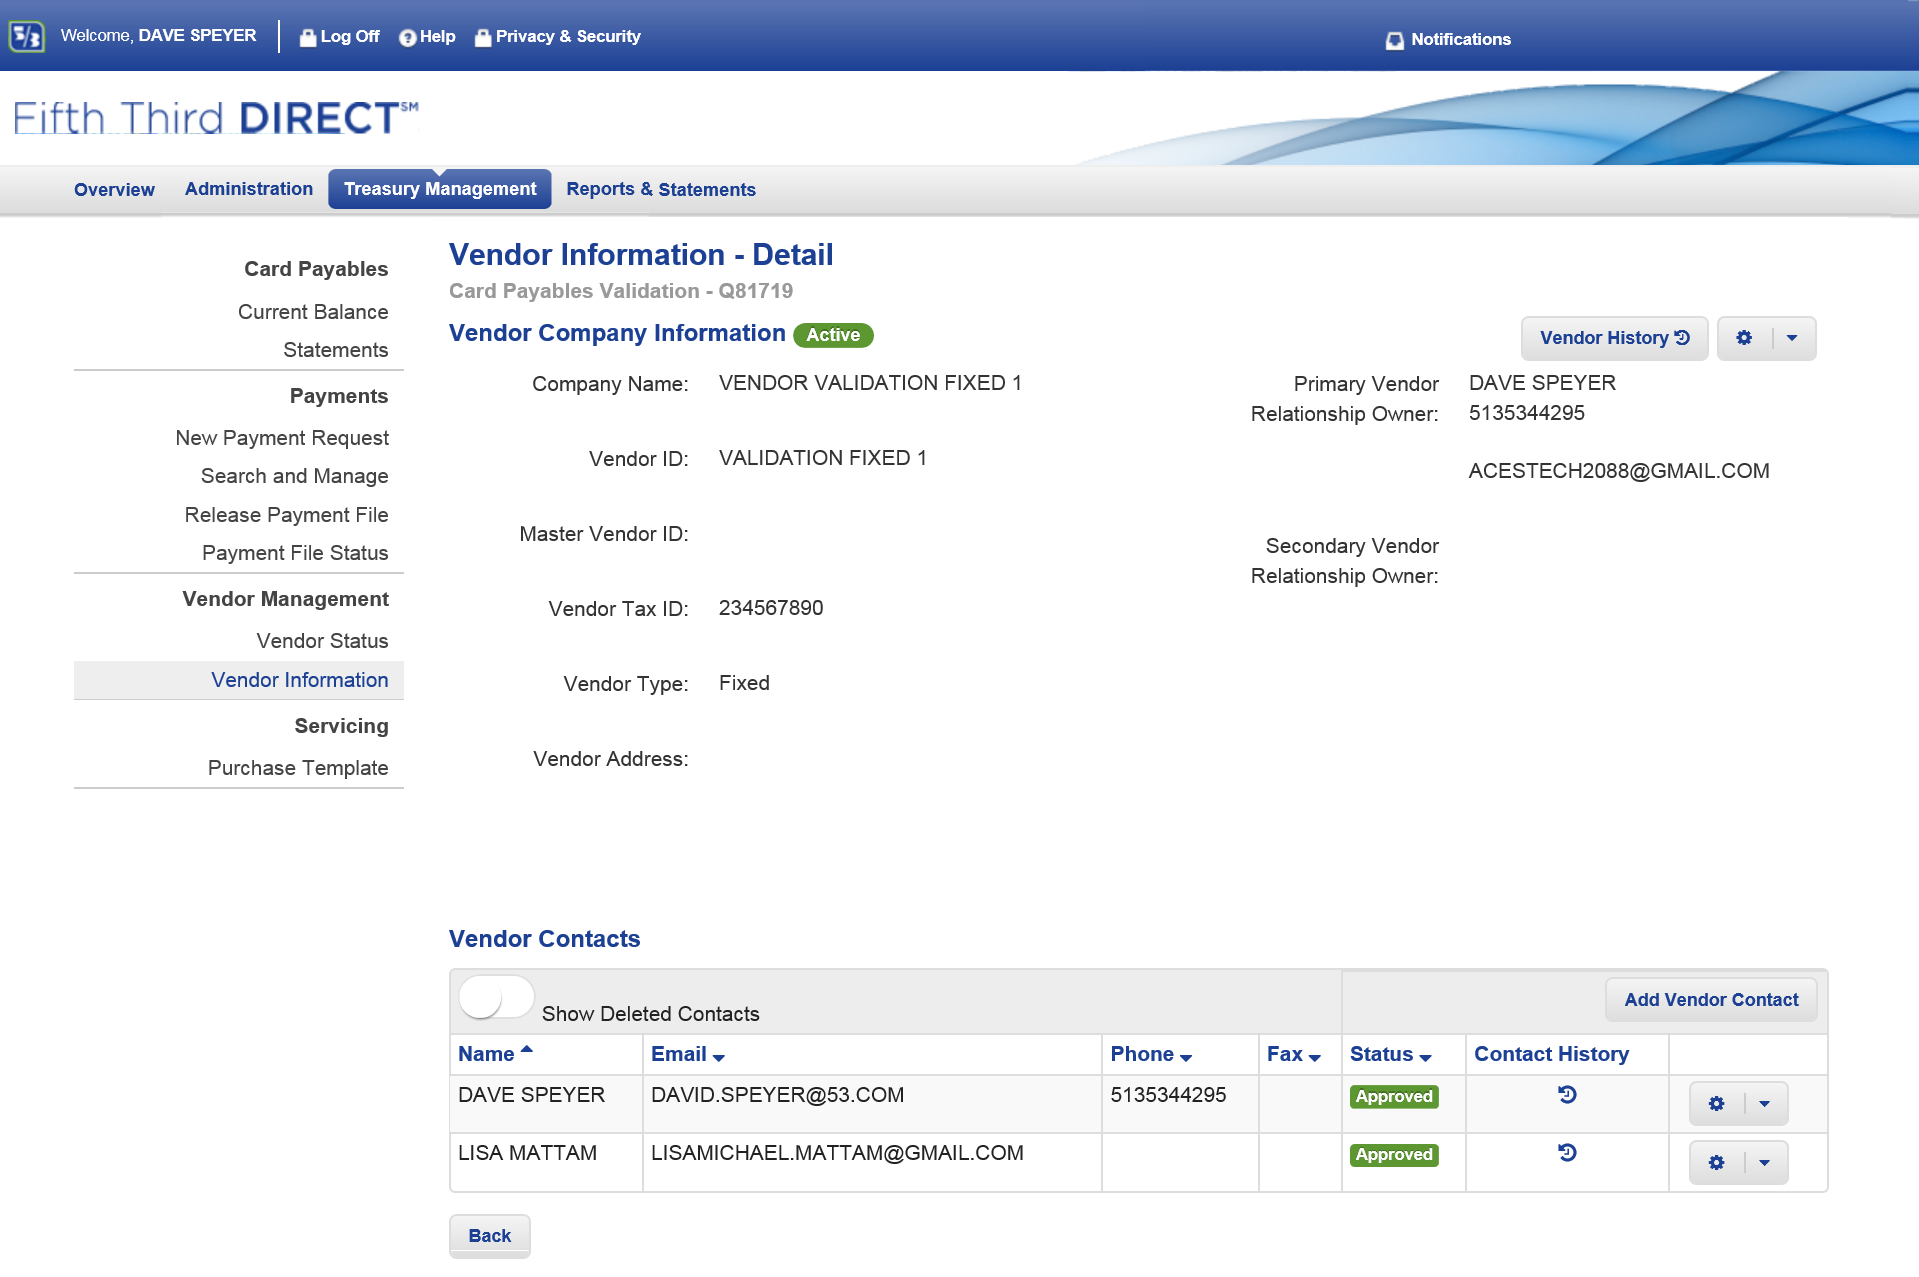 5/3 Welcome, DAVE SPEYER Log Off Help Privacy & Security Notifications
Fifth Third DIRECT℠
Overview Administration Treasury Management Reports & Statements
Card Payables
Current Balance
Statements
Payments
New Payment Request
Search and Manage
Release Payment File
Payment File Status
Vendor Management
Vendor Status
Vendor Information
Servicing
Purchase Template
Vendor Information - Detail
Card Payables Validation - Q81719
Vendor Company Information Active
Vendor History
Company Name: VENDOR VALIDATION FIXED 1
Vendor ID: VALIDATION FIXED 1
Master Vendor ID:
Vendor Tax ID: 234567890
Vendor Type: Fixed
Vendor Address:
Primary Vendor DAVE SPEYER
Relationship Owner: 5135344295
ACESTECH2088@GMAIL.COM
Secondary Vendor
Relationship Owner:
Vendor Contacts
Show Deleted Contacts Add Vendor Contact
Name Email Phone Fax Status Contact History
DAVE SPEYER DAVID.SPEYER@53.COM 5135344295 Approved
LISA MATTAM LISAMICHAEL.MATTAM@GMAIL.COM Approved
Back